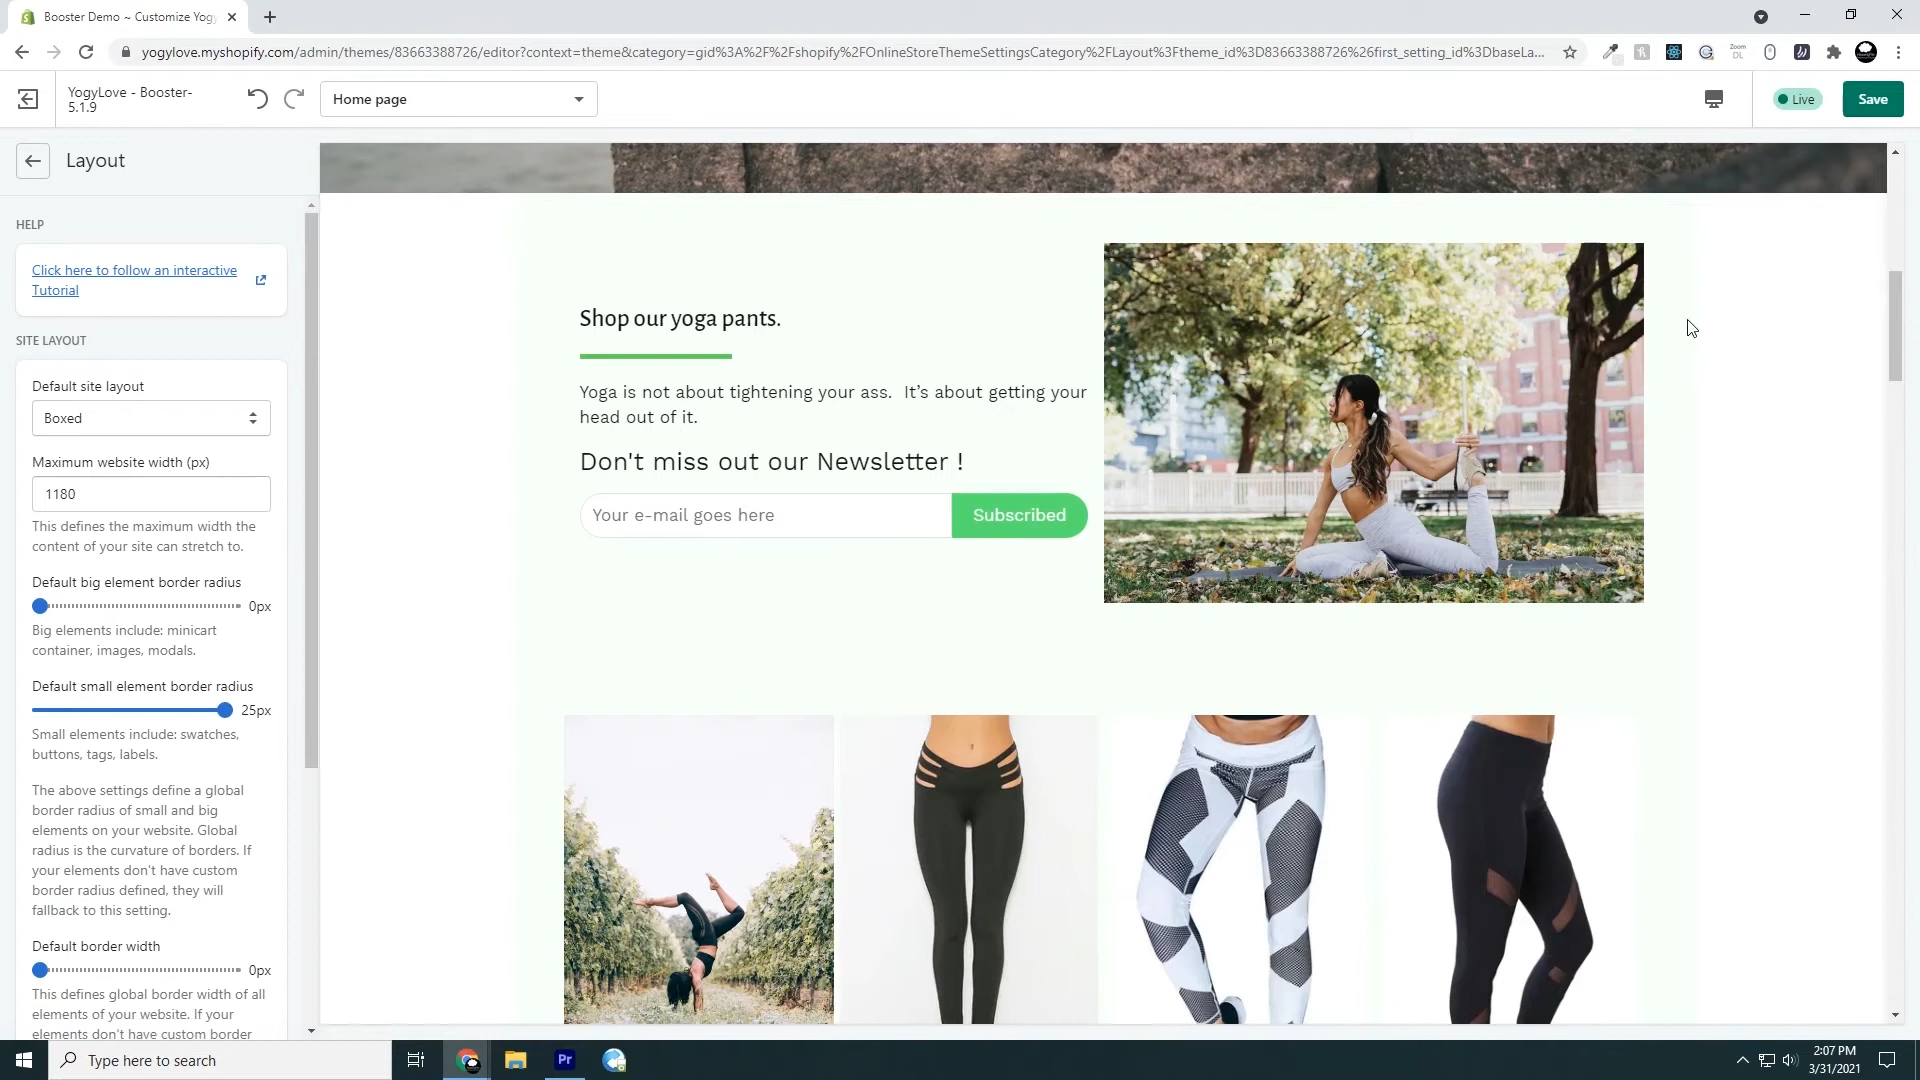 Booster Demo ~ Customize Yogy
yogylove.myshopify.com/admin/themes/83663388726/editor?context=theme&category=gid%3A%2F%2Fshopify%2FOnlineStoreThemeSettingsCategory%2FLayout%3Ftheme_id%3D83663388726%26first_setting_id%3DbaseLa...
Zoom
DL
YogyLove - Booster-
5.1.9
Home page
Live
Save
Layout
HELP
Click here to follow an interactive
Tutorial
SITE LAYOUT
Default site layout
Boxed
Maximum website width (px)
1180
This defines the maximum width the
content of your site can stretch to.
Default big element border radius
0px
Big elements include: minicart
container, images, modals.
Default small element border radius
25px
Small elements include: swatches,
buttons, tags, labels.
The above settings define a global
border radius of small and big
elements on your website. Global
radius is the curvature of borders. If
your elements don't have custom
border radius defined, they will
fallback to this setting.
Default border width
0px
This defines global border width of all
elements of your website. If your
elements don't have custom border
Shop our yoga pants.
Yoga is not about tightening your ass.  It’s about getting your
head out of it.
Don't miss out our Newsletter !
Your e-mail goes here
Subscribed
Type here to search
Pr
2:07 PM
3/31/2021